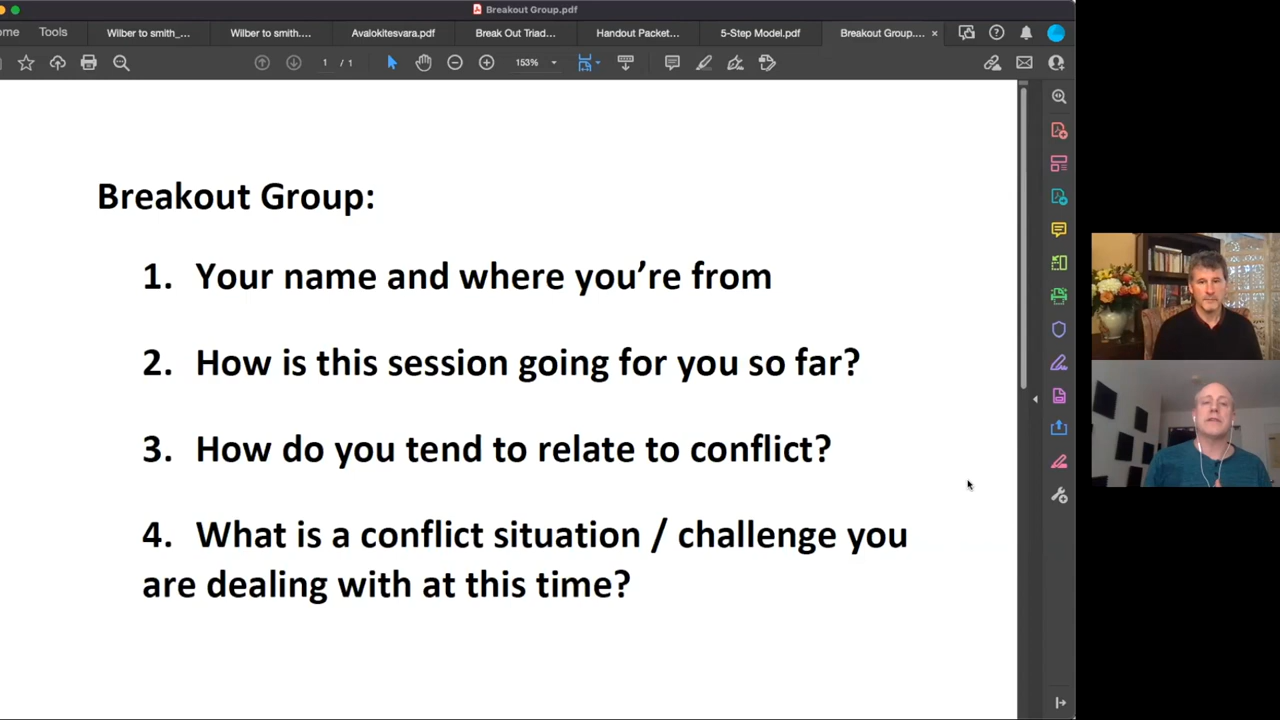 Breakout Group.pdf
ome Tools Wilber to smith_... Wilber to smith.... Avalokitesvara.pdf Break Out Triad... Handout Packet... 5-Step Model.pdf Breakout Group.... ×
1 / 1 153%
Breakout Group:
1. Your name and where you’re from
2. How is this session going for you so far?
3. How do you tend to relate to conflict?
4. What is a conflict situation / challenge you
are dealing with at this time?